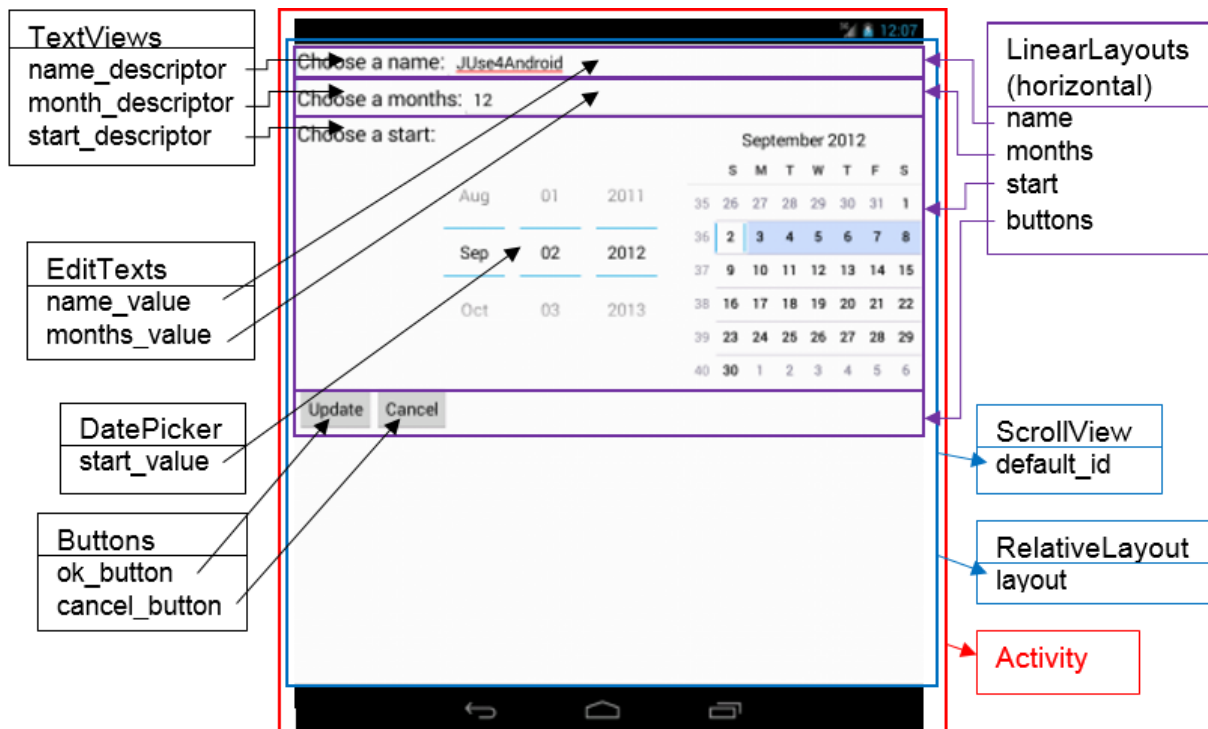 TextViews
name_descriptor
month_descriptor
start_descriptor
EditTexts
name_value
months_value
DatePicker
start_value
Buttons
ok_button
cancel_button
12:07
Choose a name: JUse4Android
Choose a months: 12
Choose a start:
Aug 01 2011
Sep 02 2012
Oct 03 2013
September 2012
S M T W T F S
35 26 27 28 29 30 31 1
36 2 3 4 5 6 7 8
37 9 10 11 12 13 14 15
38 16 17 18 19 20 21 22
39 23 24 25 26 27 28 29
40 30 1 2 3 4 5 6
Update Cancel
LinearLayouts
(horizontal)
name
months
start
buttons
ScrollView
default_id
RelativeLayout
layout
Activity